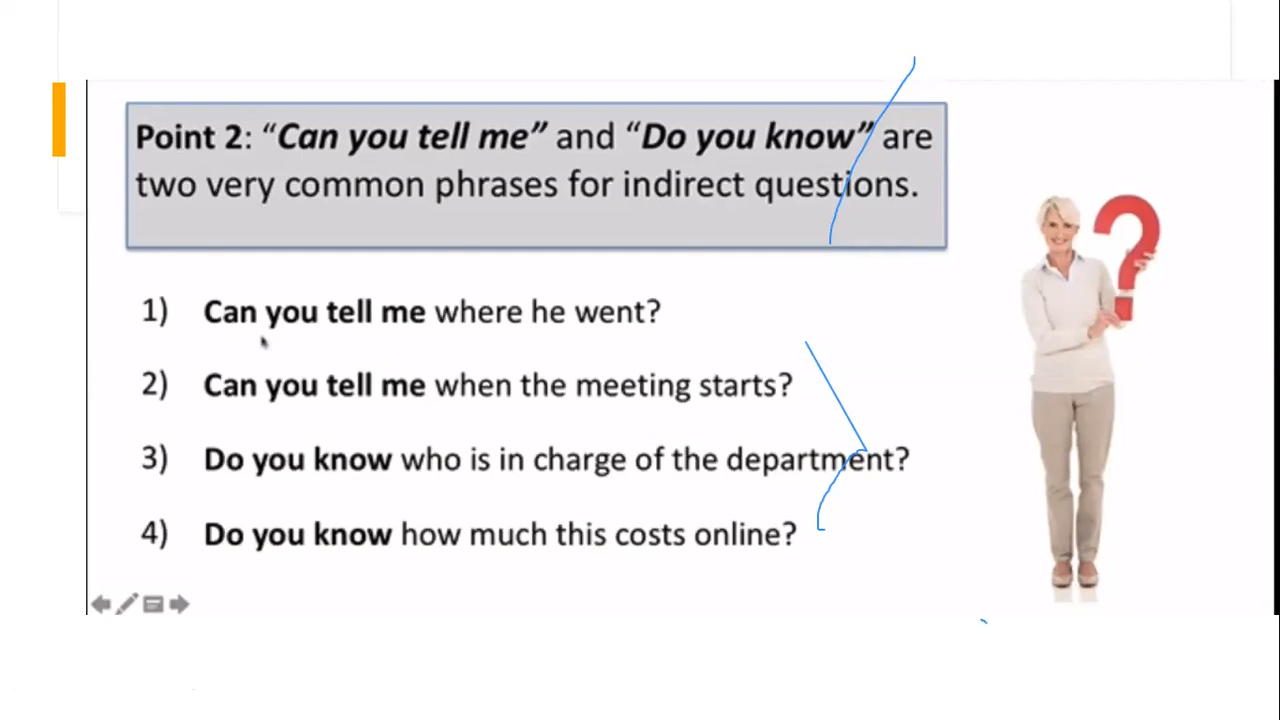 Point 2: “Can you tell me” and “Do you know” are
two very common phrases for indirect questions.
1) Can you tell me where he went?
2) Can you tell me when the meeting starts?
3) Do you know who is in charge of the department?
4) Do you know how much this costs online?
?